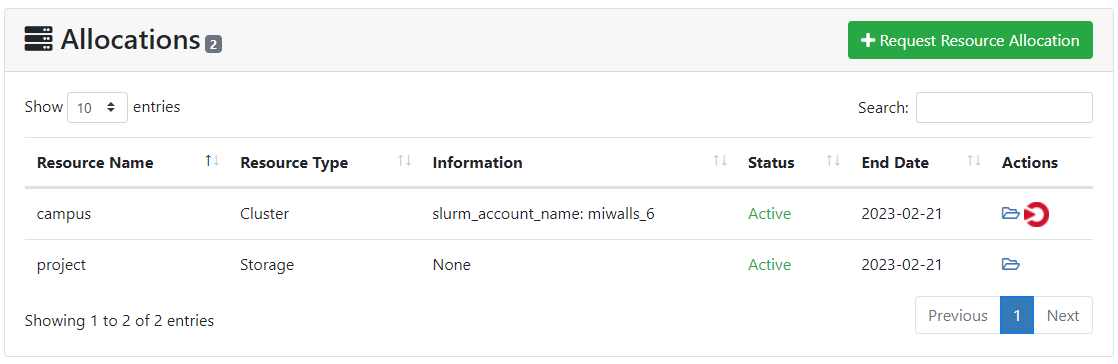 Allocations 2
+ Request Resource Allocation
Show 10 entries
Search:
Resource Name Resource Type Information Status End Date Actions
campus Cluster slurm_account_name: miwalls_6 Active 2023-02-21
project Storage None Active 2023-02-21
Showing 1 to 2 of 2 entries
Previous 1 Next